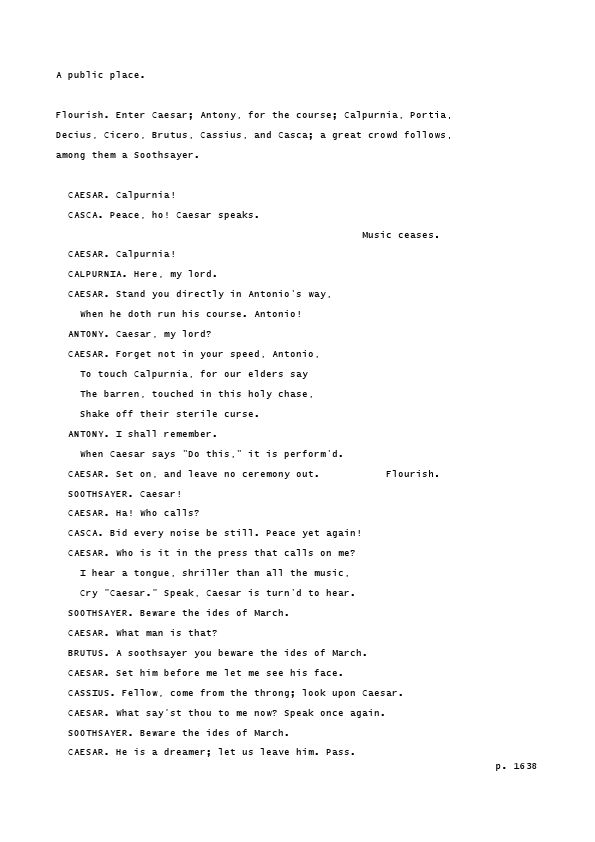 A public place.
Flourish. Enter Caesar; Antony, for the course; Calpurnia, Portia,
Decius, Cicero, Brutus, Cassius, and Casca; a great crowd follows,
among them a Soothsayer.
CAESAR. Calpurnia!
CASCA. Peace, ho! Caesar speaks.
Music ceases.
CAESAR. Calpurnia!
CALPURNIA. Here, my lord.
CAESAR. Stand you directly in Antonio's way,
When he doth run his course. Antonio!
ANTONY. Caesar, my lord?
CAESAR. Forget not in your speed, Antonio,
To touch Calpurnia, for our elders say
The barren, touched in this holy chase,
Shake off their sterile curse.
ANTONY. I shall remember.
When Caesar says "Do this," it is perform'd.
CAESAR. Set on, and leave no ceremony out. Flourish.
SOOTHSAYER. Caesar!
CAESAR. Ha! Who calls?
CASCA. Bid every noise be still. Peace yet again!
CAESAR. Who is it in the press that calls on me?
I hear a tongue, shriller than all the music,
Cry "Caesar." Speak, Caesar is turn'd to hear.
SOOTHSAYER. Beware the ides of March.
CAESAR. What man is that?
BRUTUS. A soothsayer you beware the ides of March.
CAESAR. Set him before me let me see his face.
CASSIUS. Fellow, come from the throng; look upon Caesar.
CAESAR. What say'st thou to me now? Speak once again.
SOOTHSAYER. Beware the ides of March.
CAESAR. He is a dreamer; let us leave him. Pass.
p. 1638